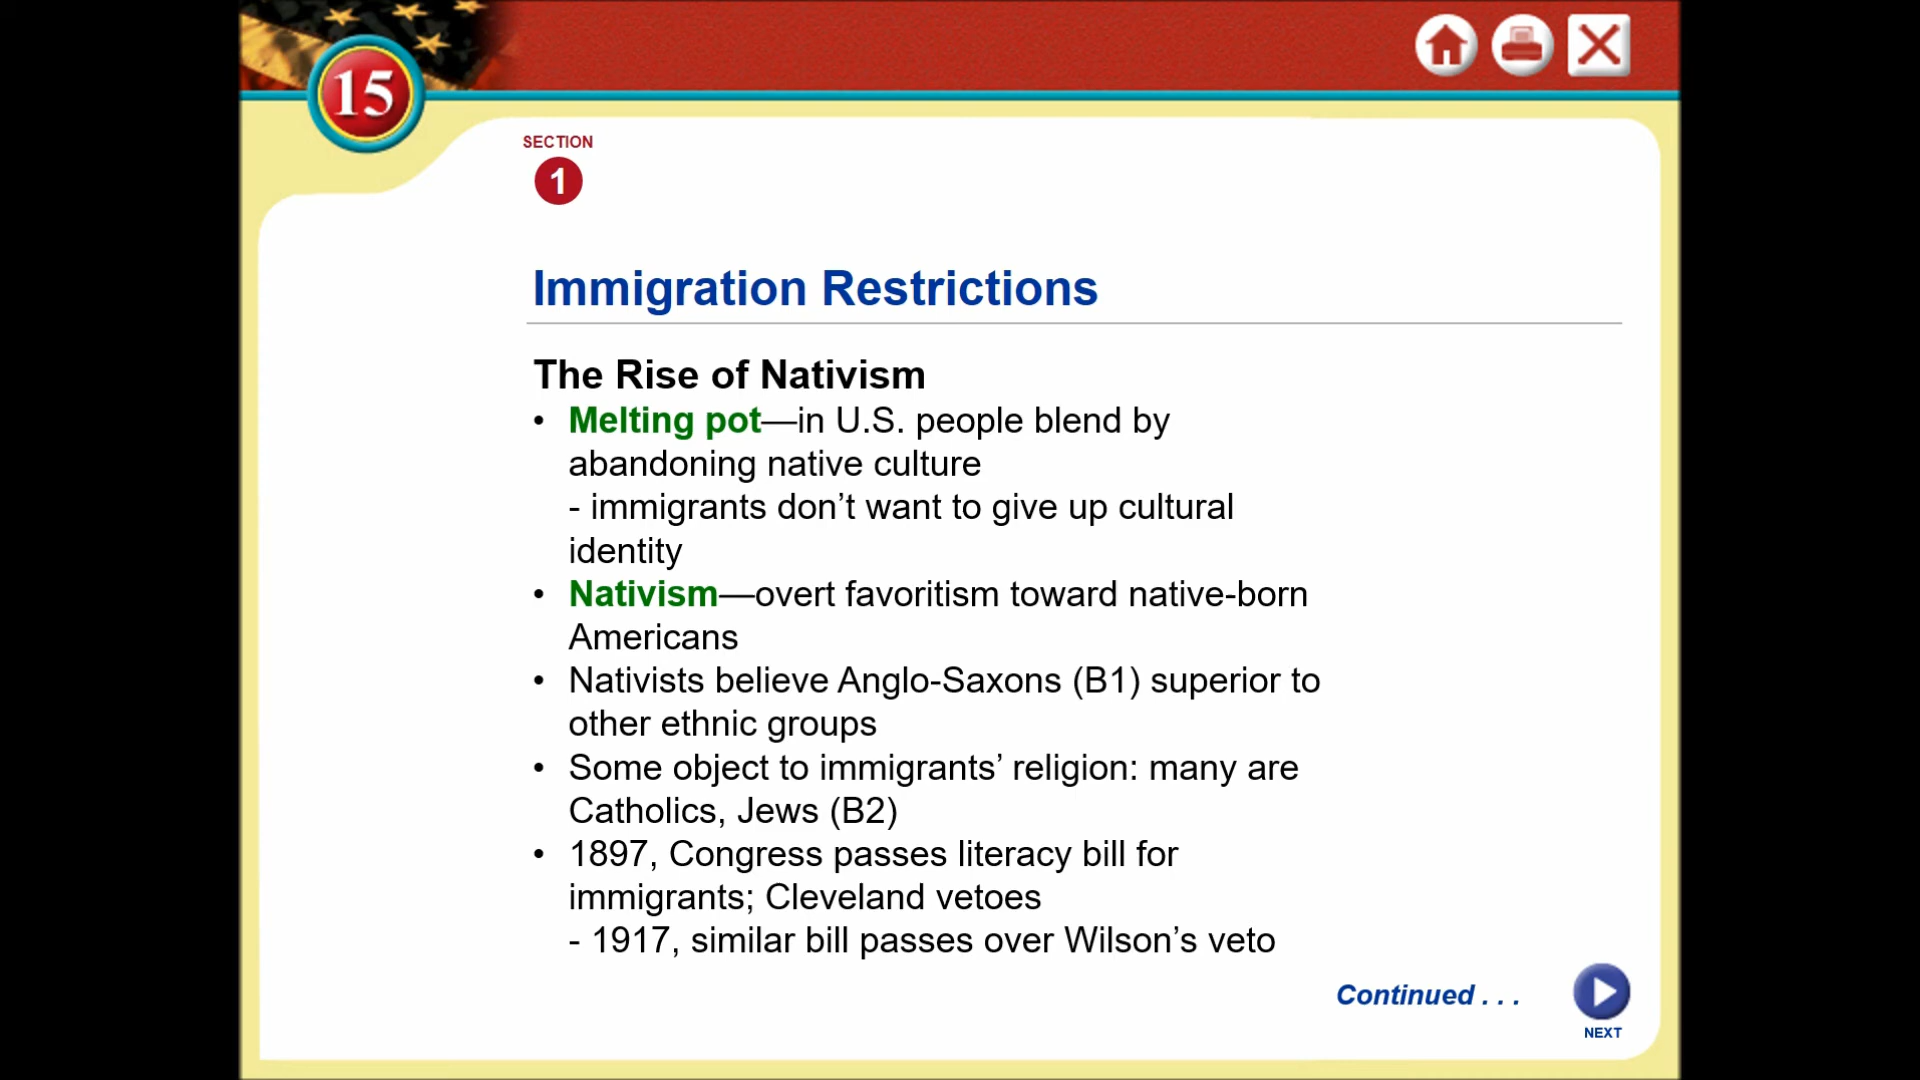 15
SECTION
1
Immigration Restrictions
The Rise of Nativism
• Melting pot—in U.S. people blend by
abandoning native culture
- immigrants don’t want to give up cultural
identity
• Nativism—overt favoritism toward native-born
Americans
• Nativists believe Anglo-Saxons (B1) superior to
other ethnic groups
• Some object to immigrants’ religion: many are
Catholics, Jews (B2)
• 1897, Congress passes literacy bill for
immigrants; Cleveland vetoes
- 1917, similar bill passes over Wilson’s veto
Continued . . .
NEXT